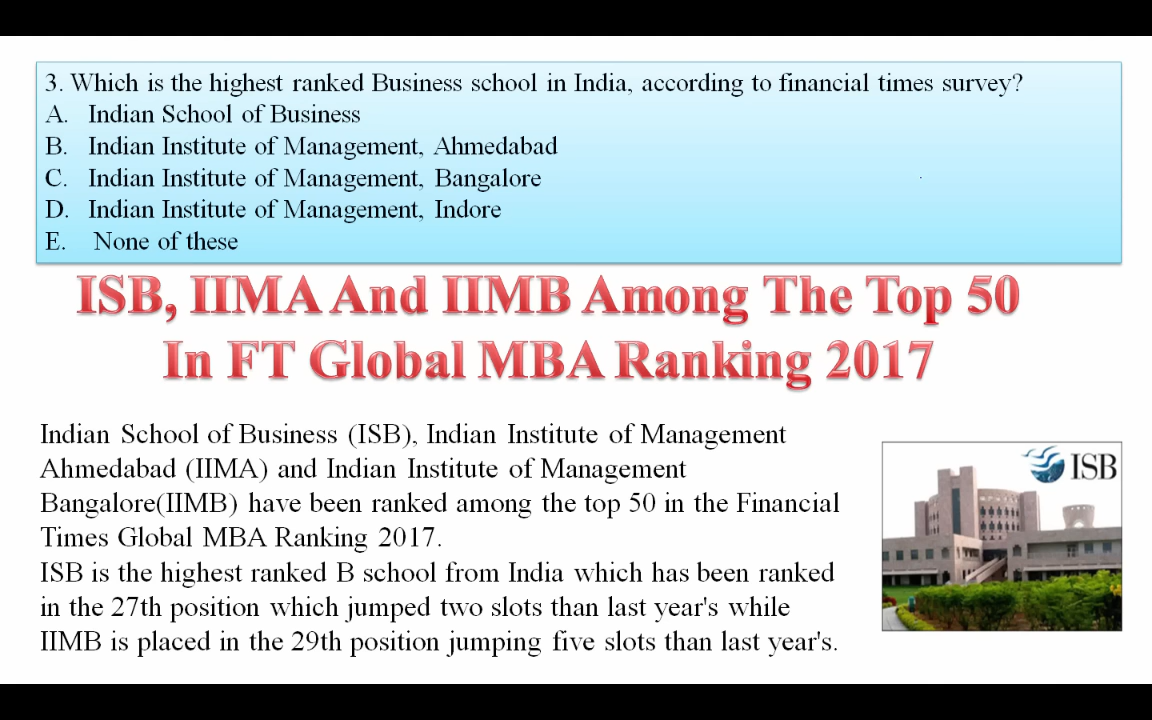 3. Which is the highest ranked Business school in India, according to financial times survey?
A. Indian School of Business
B. Indian Institute of Management, Ahmedabad
C. Indian Institute of Management, Bangalore
D. Indian Institute of Management, Indore
E. None of these
ISB, IIMA And IIMB Among The Top 50
In FT Global MBA Ranking 2017
Indian School of Business (ISB), Indian Institute of Management
Ahmedabad (IIMA) and Indian Institute of Management
Bangalore(IIMB) have been ranked among the top 50 in the Financial
Times Global MBA Ranking 2017.
ISB is the highest ranked B school from India which has been ranked
in the 27th position which jumped two slots than last year's while
IIMB is placed in the 29th position jumping five slots than last year's.
ISB